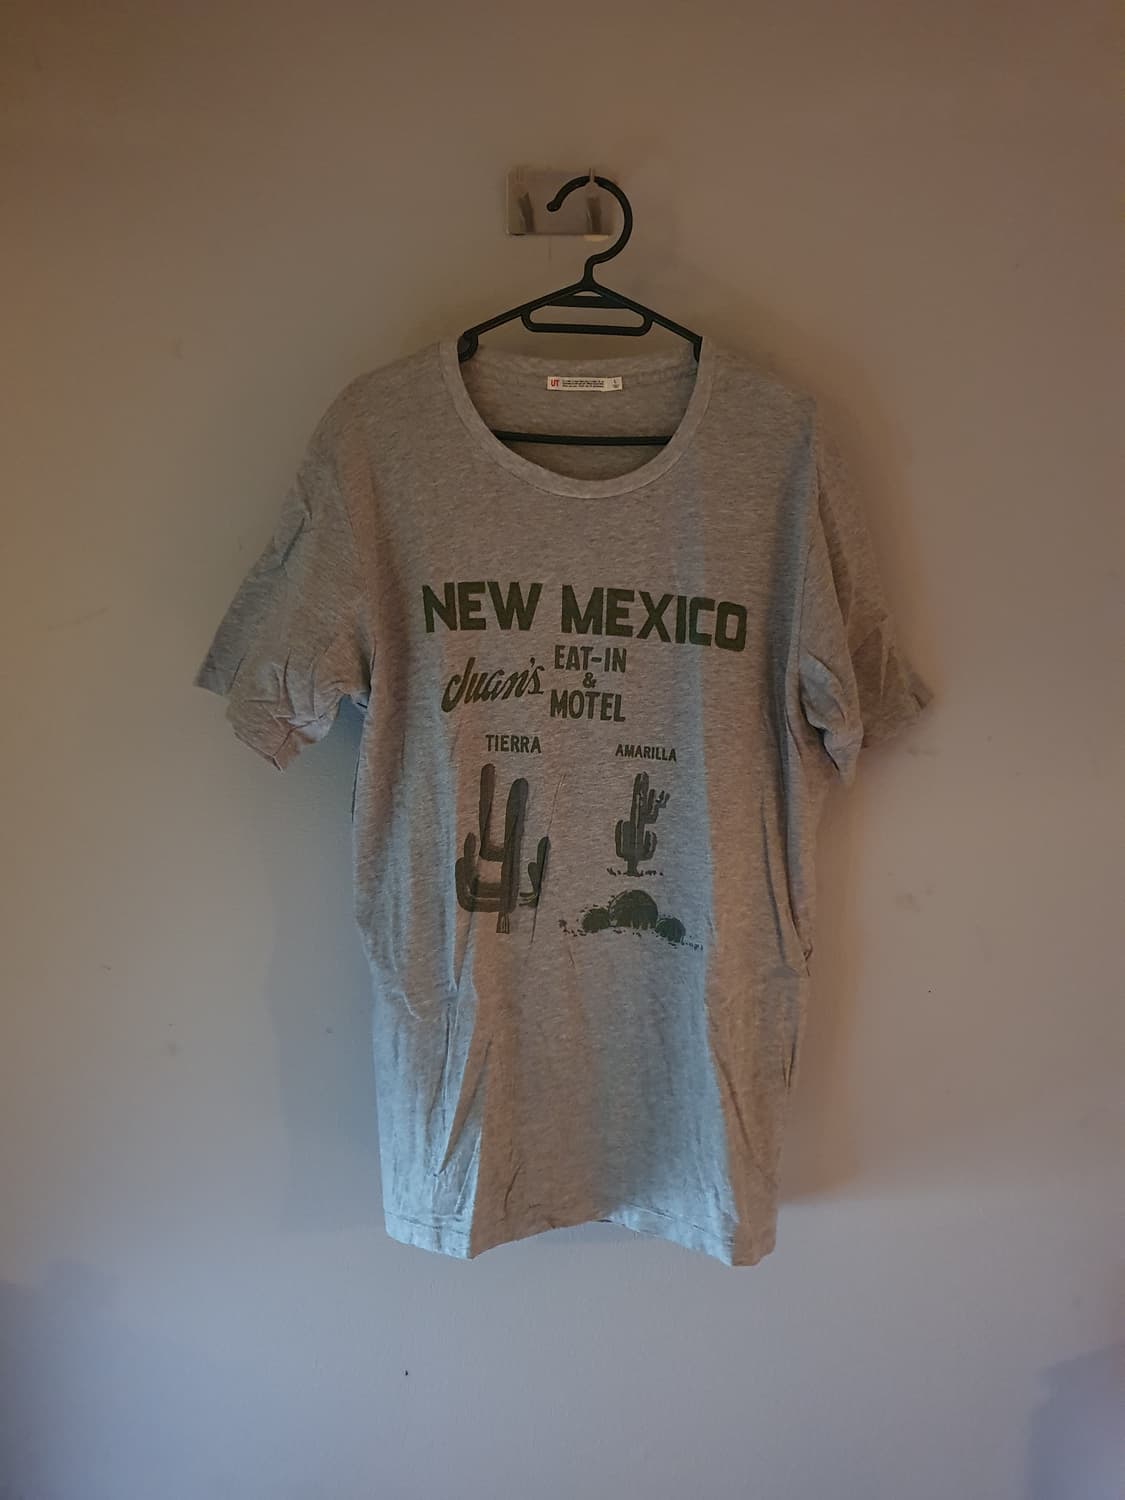 UT
L
NEW MEXICO
Juan's EAT-IN
&
MOTEL
TIERRA AMARILLA